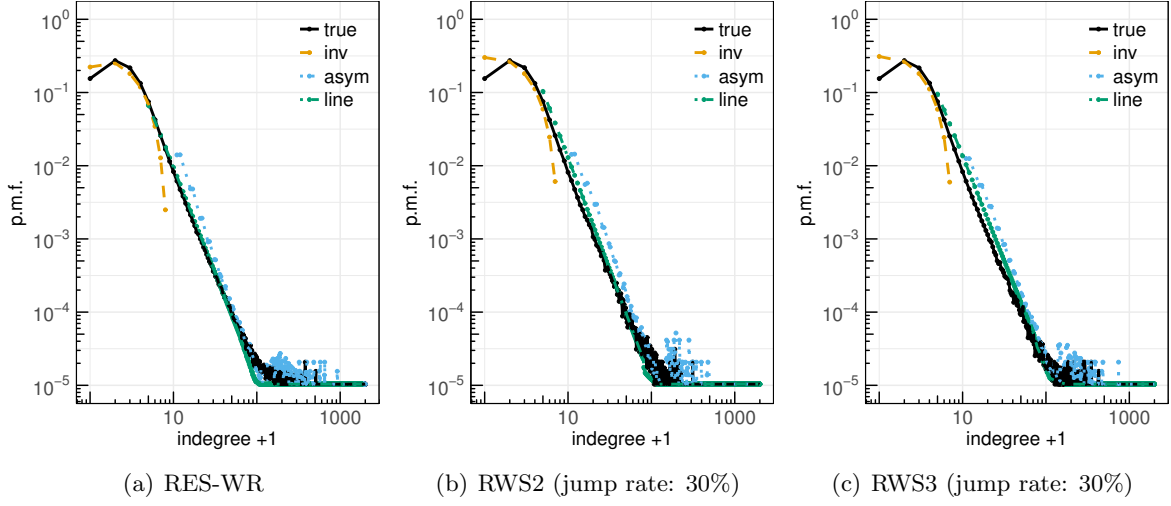 10^0
10^-1
10^-2
10^-3
10^-4
10^-5
p.m.f.
true
inv
asym
line
10
1000
indegree +1
(a) RES-WR
10^0
10^-1
10^-2
10^-3
10^-4
10^-5
p.m.f.
true
inv
asym
line
10
1000
indegree +1
(b) RWS2 (jump rate: 30%)
10^0
10^-1
10^-2
10^-3
10^-4
10^-5
p.m.f.
true
inv
asym
line
10
1000
indegree +1
(c) RWS3 (jump rate: 30%)